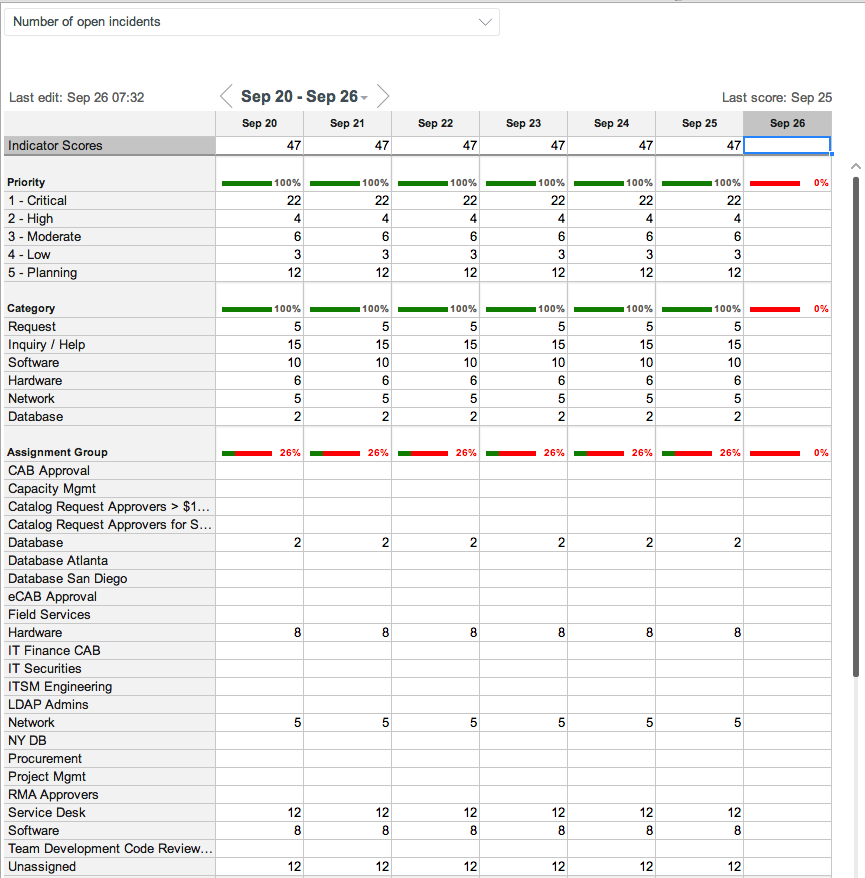 Number of open incidents
Last edit: Sep 26 07:32 Sep 20 - Sep 26 Last score: Sep 25
Sep 20 Sep 21 Sep 22 Sep 23 Sep 24 Sep 25 Sep 26
Indicator Scores 47 47 47 47 47 47
Priority 100% 100% 100% 100% 100% 100% 0%
1 - Critical 22 22 22 22 22 22
2 - High 4 4 4 4 4 4
3 - Moderate 6 6 6 6 6 6
4 - Low 3 3 3 3 3 3
5 - Planning 12 12 12 12 12 12
Category 100% 100% 100% 100% 100% 100% 0%
Request 5 5 5 5 5 5
Inquiry / Help 15 15 15 15 15 15
Software 10 10 10 10 10 10
Hardware 6 6 6 6 6 6
Network 5 5 5 5 5 5
Database 2 2 2 2 2 2
Assignment Group 26% 26% 26% 26% 26% 26% 0%
CAB Approval
Capacity Mgmt
Catalog Request Approvers > $1...
Catalog Request Approvers for S...
Database 2 2 2 2 2 2
Database Atlanta
Database San Diego
eCAB Approval
Field Services
Hardware 8 8 8 8 8 8
IT Finance CAB
IT Securities
ITSM Engineering
LDAP Admins
Network 5 5 5 5 5 5
NY DB
Procurement
Project Mgmt
RMA Approvers
Service Desk 12 12 12 12 12 12
Software 8 8 8 8 8 8
Team Development Code Review...
Unassigned 12 12 12 12 12 12